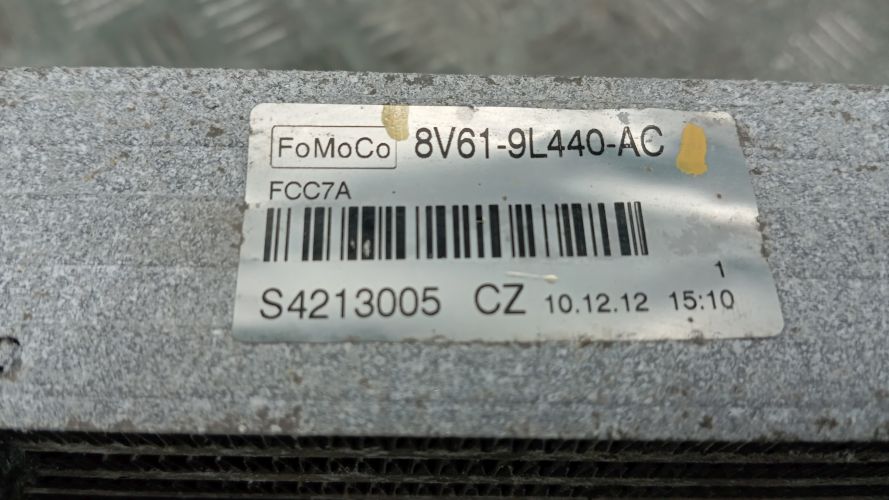 FoMoCo 8V61-9L440-AC
FCC7A
1
S4213005 CZ 10.12.12 15:10